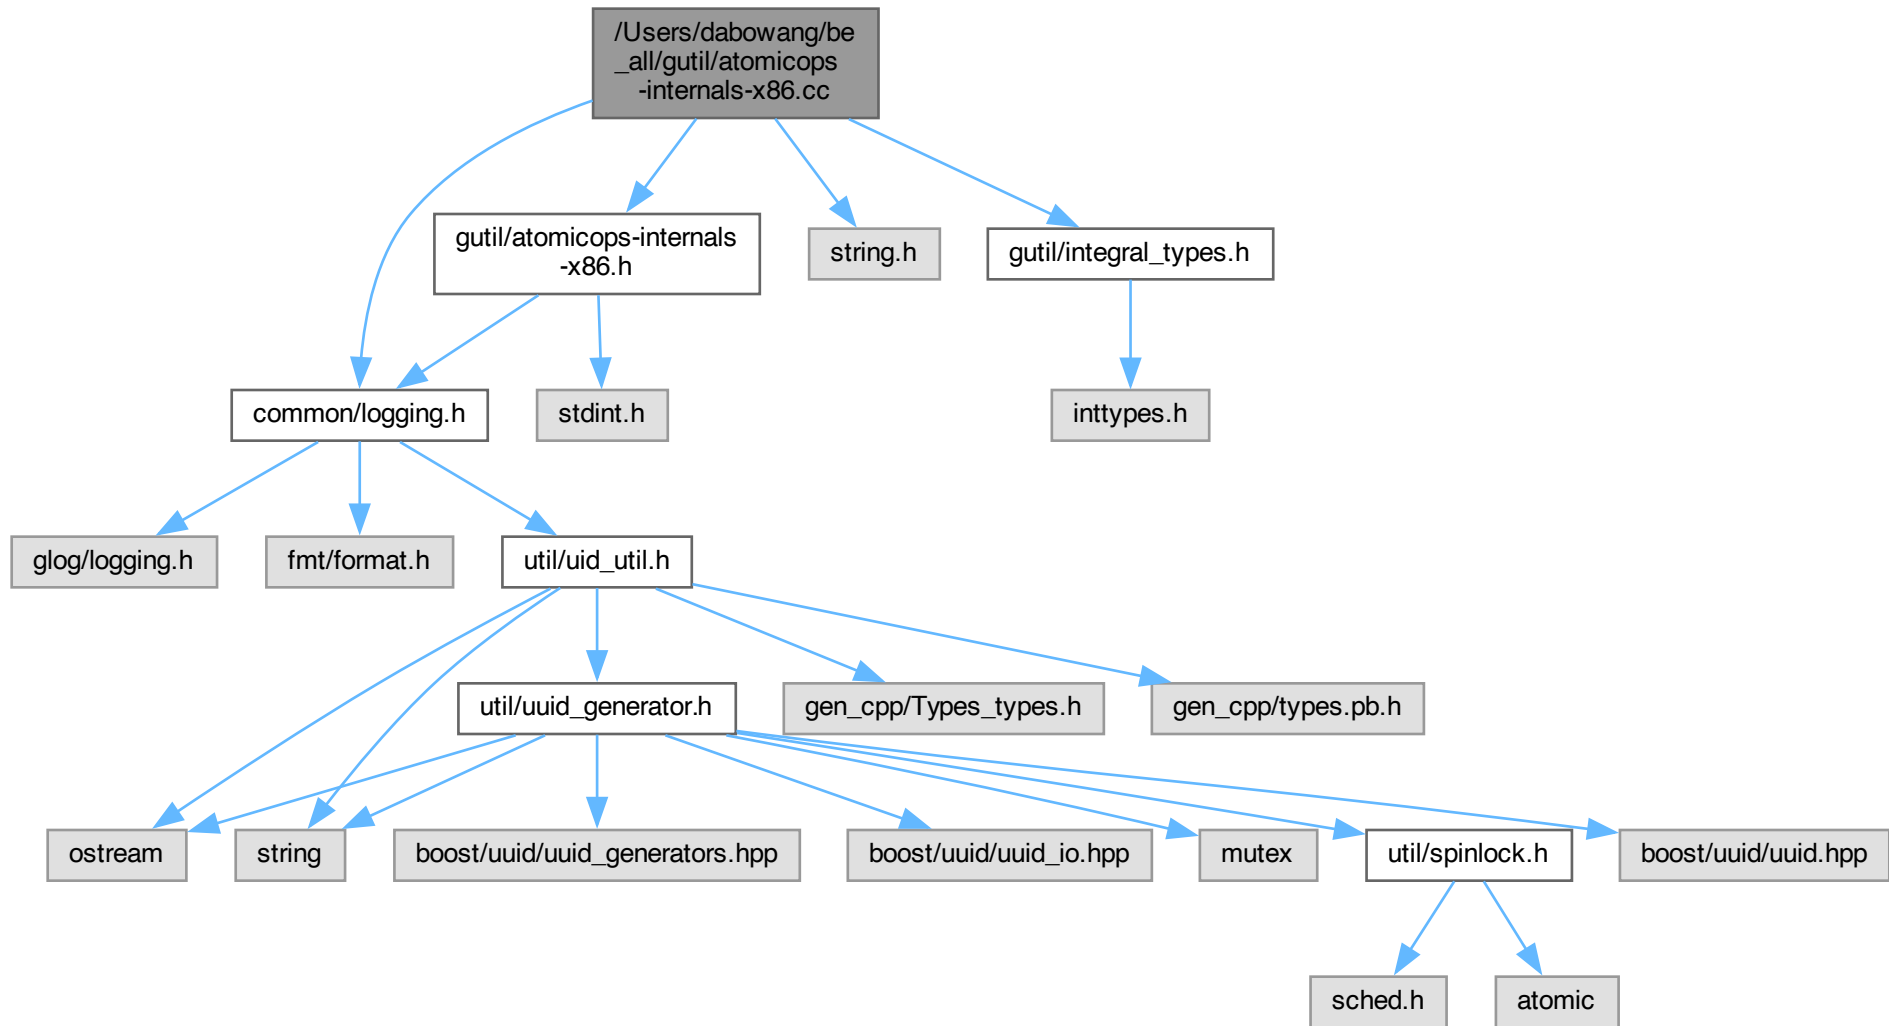 /Users/dabowang/be
_all/gutil/atomicops
-internals-x86.cc
gutil/atomicops-internals
-x86.h
string.h
gutil/integral_types.h
common/logging.h
stdint.h
inttypes.h
glog/logging.h
fmt/format.h
util/uid_util.h
util/uuid_generator.h
gen_cpp/Types_types.h
gen_cpp/types.pb.h
ostream
string
boost/uuid/uuid_generators.hpp
boost/uuid/uuid_io.hpp
mutex
util/spinlock.h
boost/uuid/uuid.hpp
sched.h
atomic